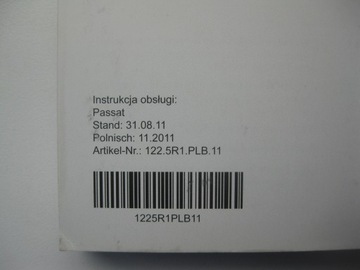 Instrukcja obsługi:
Passat
Stand: 31.08.11
Polnisch: 11.2011
Artikel-Nr.: 122.5R1.PLB.11
1225R1PLB11